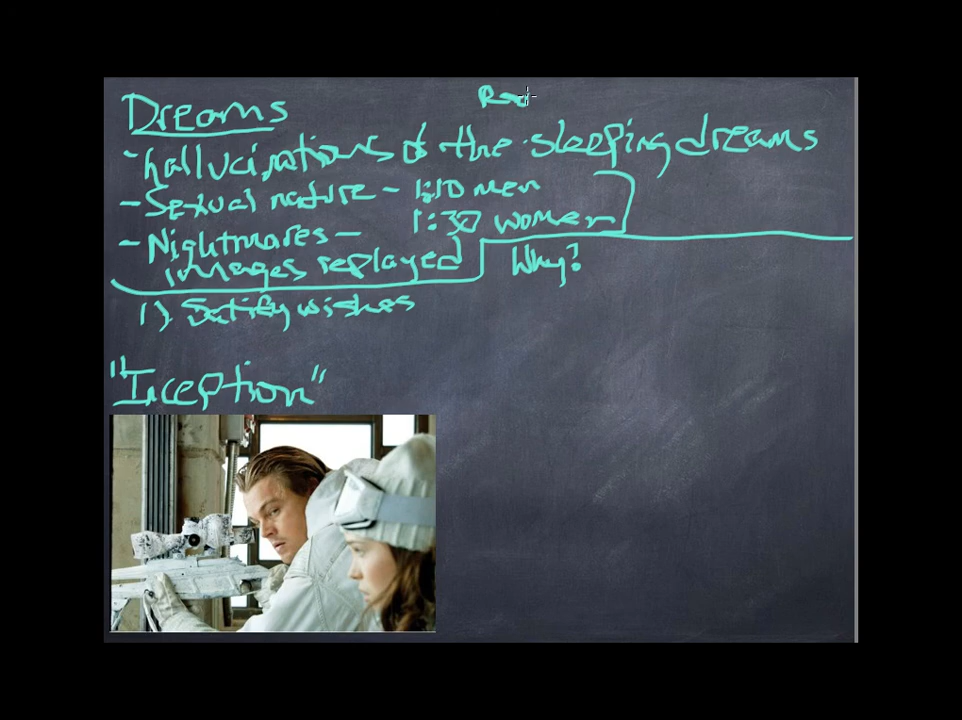 Dreams
- hallucinations of the sleeping dreams
- Sexual nature - 1:10 men
1:30 women
- Nightmares -
images replayed
Why?
1) Satisfy wishes
"Inception"